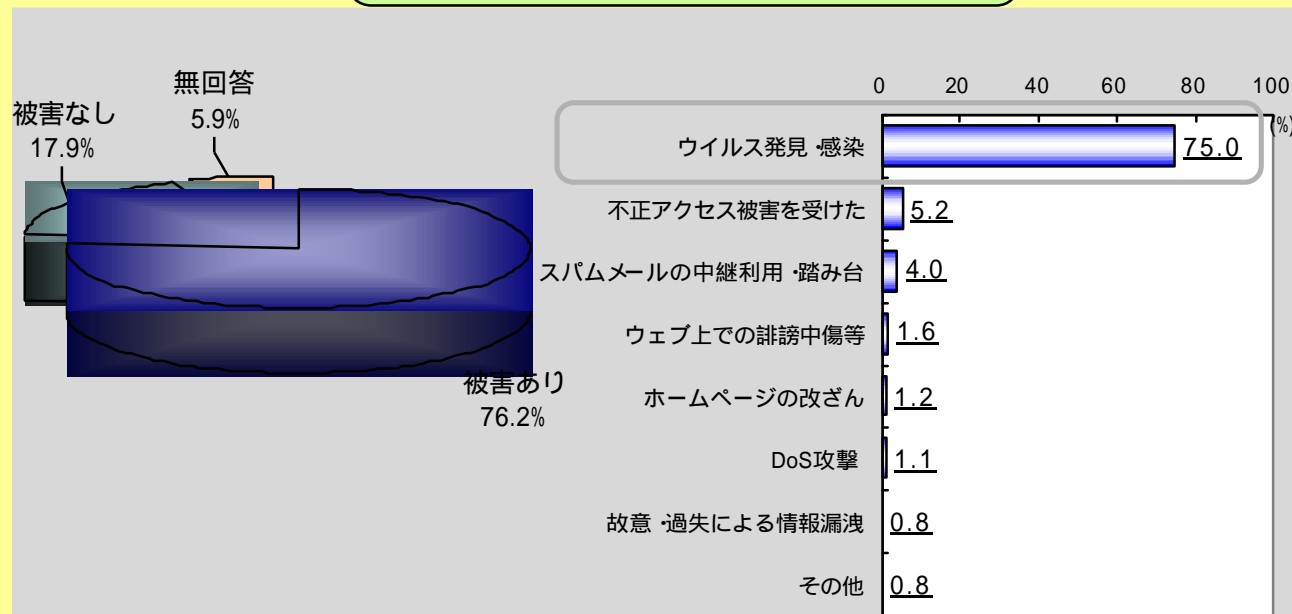 無回答
5.9%
被害なし
17.9%
被害あり
76.2%
0 20 40 60 80 100
(%)
ウイルス発見・感染 75.0
不正アクセス被害を受けた 5.2
スパムメールの中継利用・踏み台 4.0
ウェブ上での誹謗中傷等 1.6
ホームページの改ざん 1.2
DoS攻撃 1.1
故意・過失による情報漏洩 0.8
その他 0.8